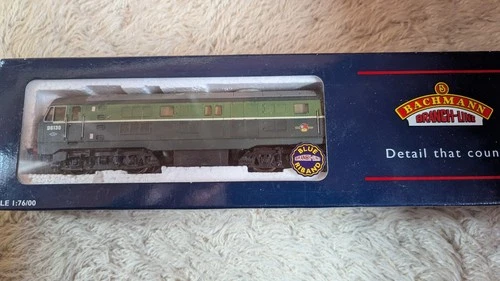 B
BACHMANN
BRANCH-LINE
Detail that coun
BLUE
RIBAND
LE 1:76/00